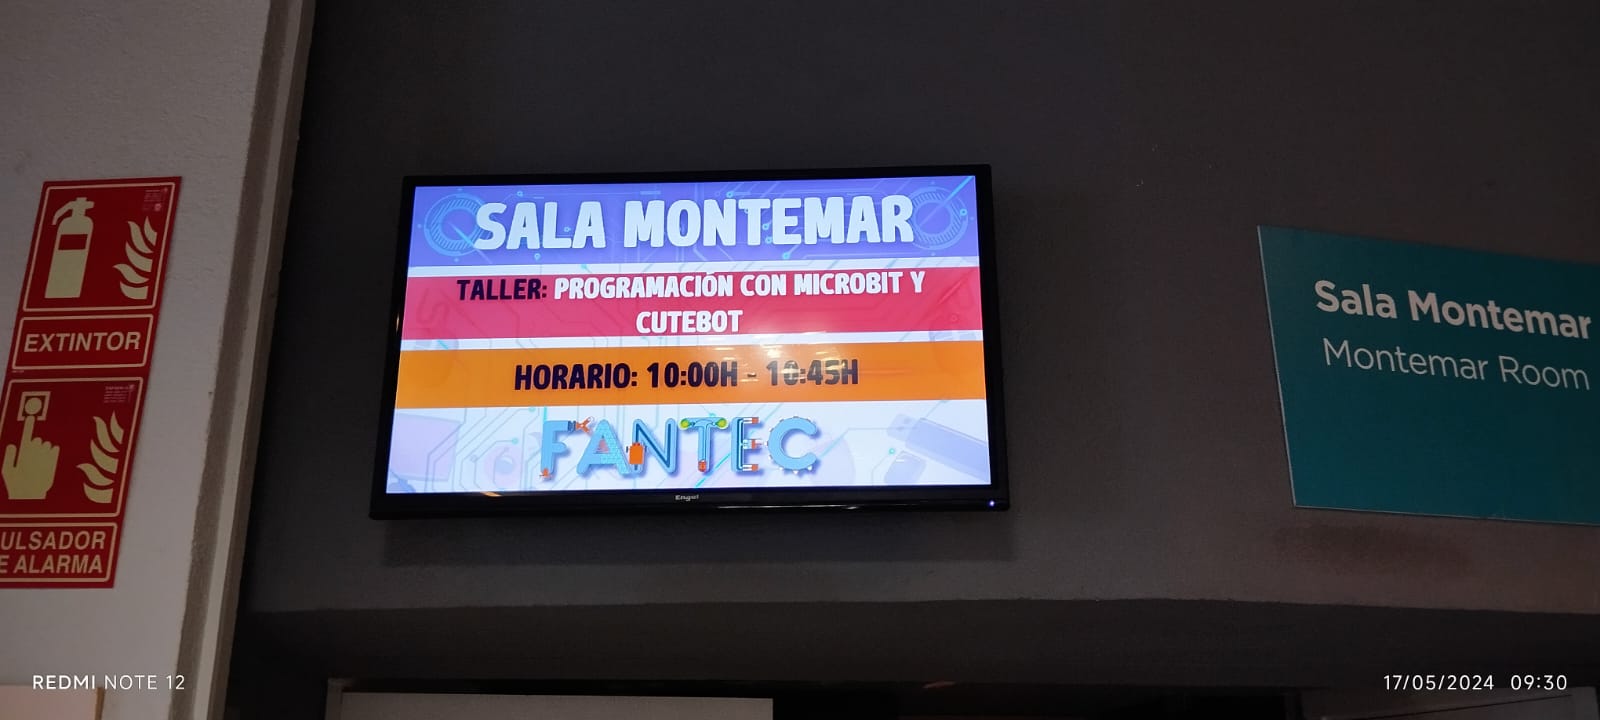 EXTINTOR
ULSADOR
E ALARMA
SALA MONTEMAR
TALLER: PROGRAMACIÓN CON MICROBIT Y
CUTEBOT
HORARIO: 10:00H - 10:45H
FANTEC
Engel
Sala Montemar
Montemar Room
REDMI NOTE 12
17/05/2024 09:30